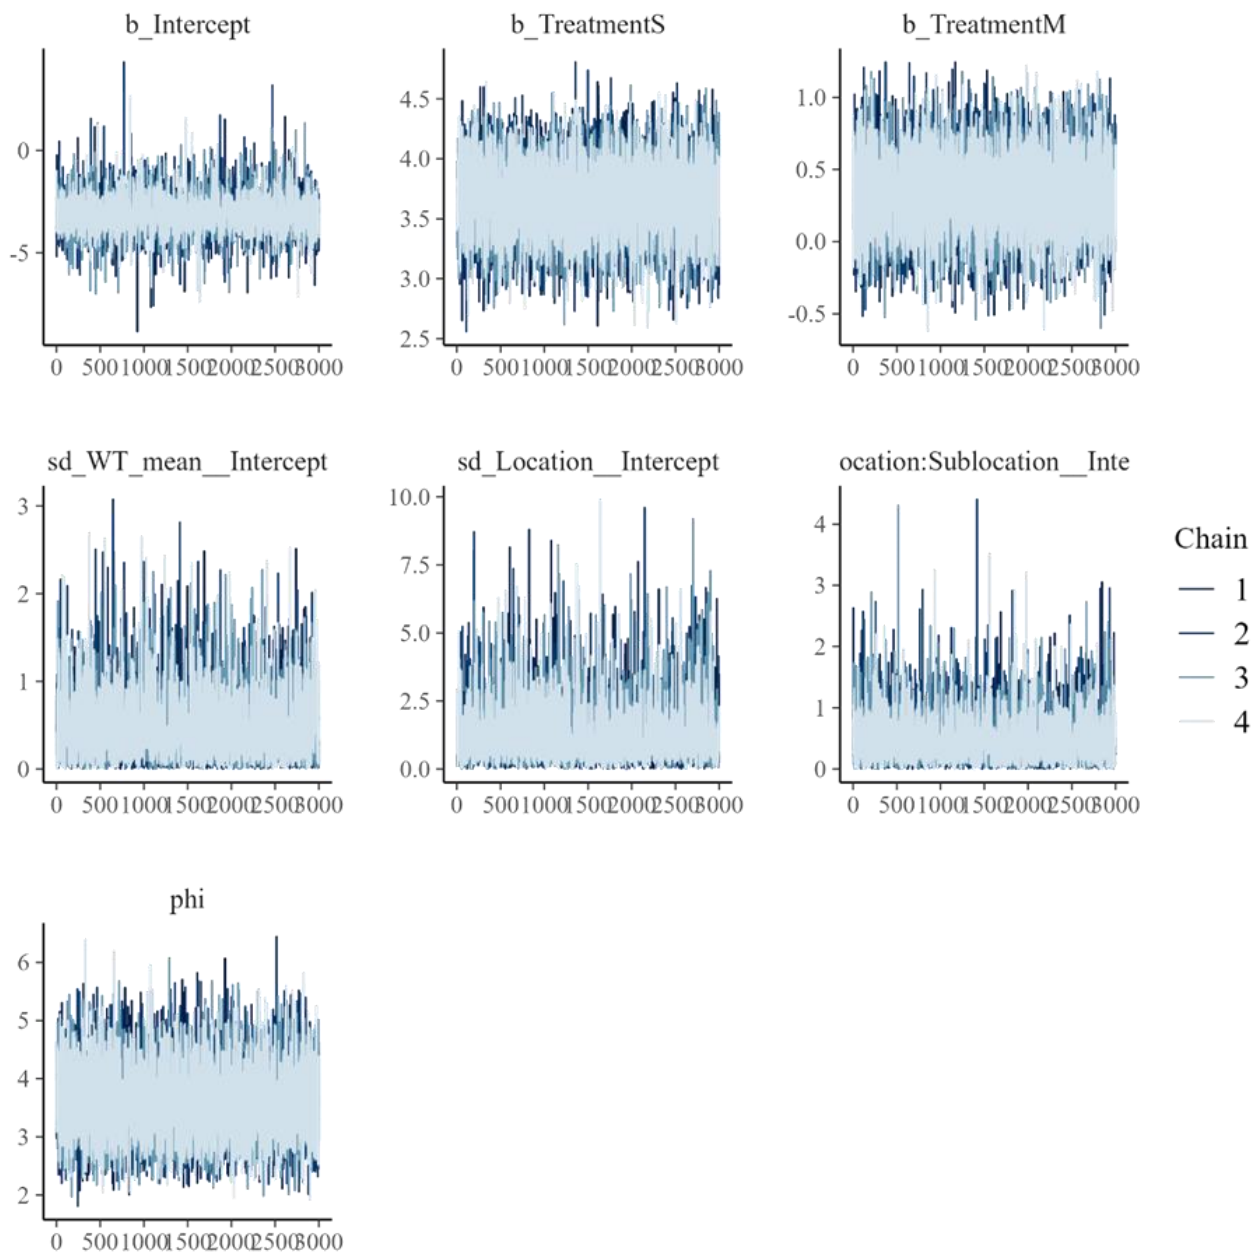 b_Intercept
0
-5
0 500 1000 1500 2000 2500 3000
b_TreatmentS
4.5
4.0
3.5
3.0
2.5
0 500 1000 1500 2000 2500 3000
b_TreatmentM
1.0
0.5
0.0
-0.5
0 500 1000 1500 2000 2500 3000
sd_WT_mean__Intercept
3
2
1
0
0 500 1000 1500 2000 2500 3000
sd_Location__Intercept
10.0
7.5
5.0
2.5
0.0
0 500 1000 1500 2000 2500 3000
ocation:Sublocation__Inte
4
3
2
1
0
0 500 1000 1500 2000 2500 3000
Chain
1
2
3
4
phi
6
5
4
3
2
0 500 1000 1500 2000 2500 3000